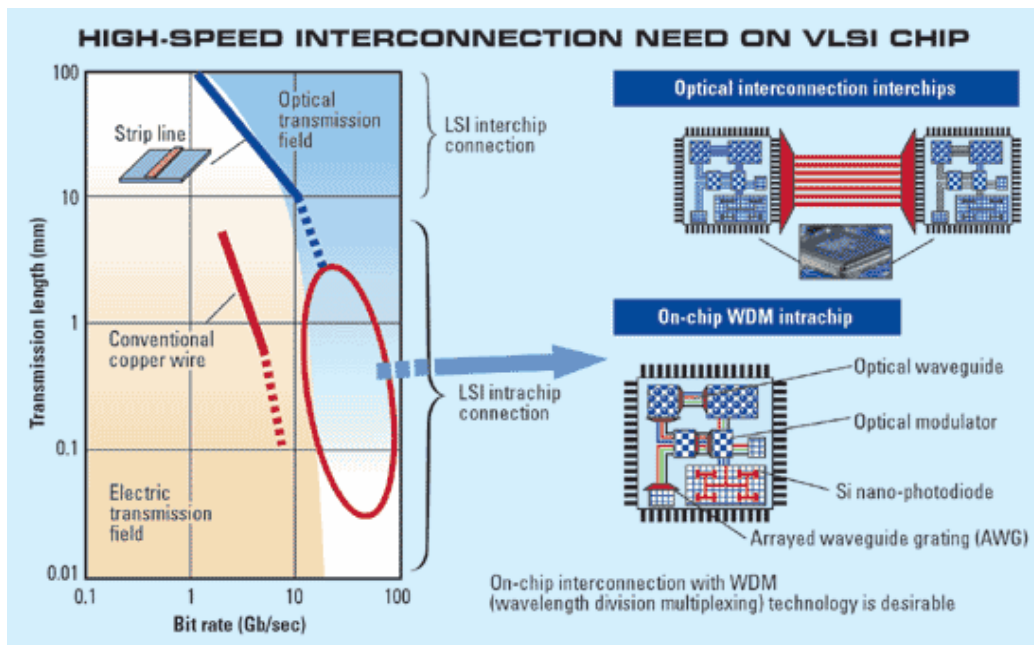 HIGH-SPEED INTERCONNECTION NEED ON VLSI CHIP
100
10
1
0.1
0.01
Transmission length (mm)
0.1
1
10
100
Bit rate (Gb/sec)
Strip line
Optical
transmission
field
Conventional
copper wire
Electric
transmission
field
LSI interchip
connection
LSI intrachip
connection
Optical interconnection interchips
On-chip WDM intrachip
Optical waveguide
Optical modulator
Si nano-photodiode
Arrayed waveguide grating (AWG)
On-chip interconnection with WDM
(wavelength division multiplexing) technology is desirable